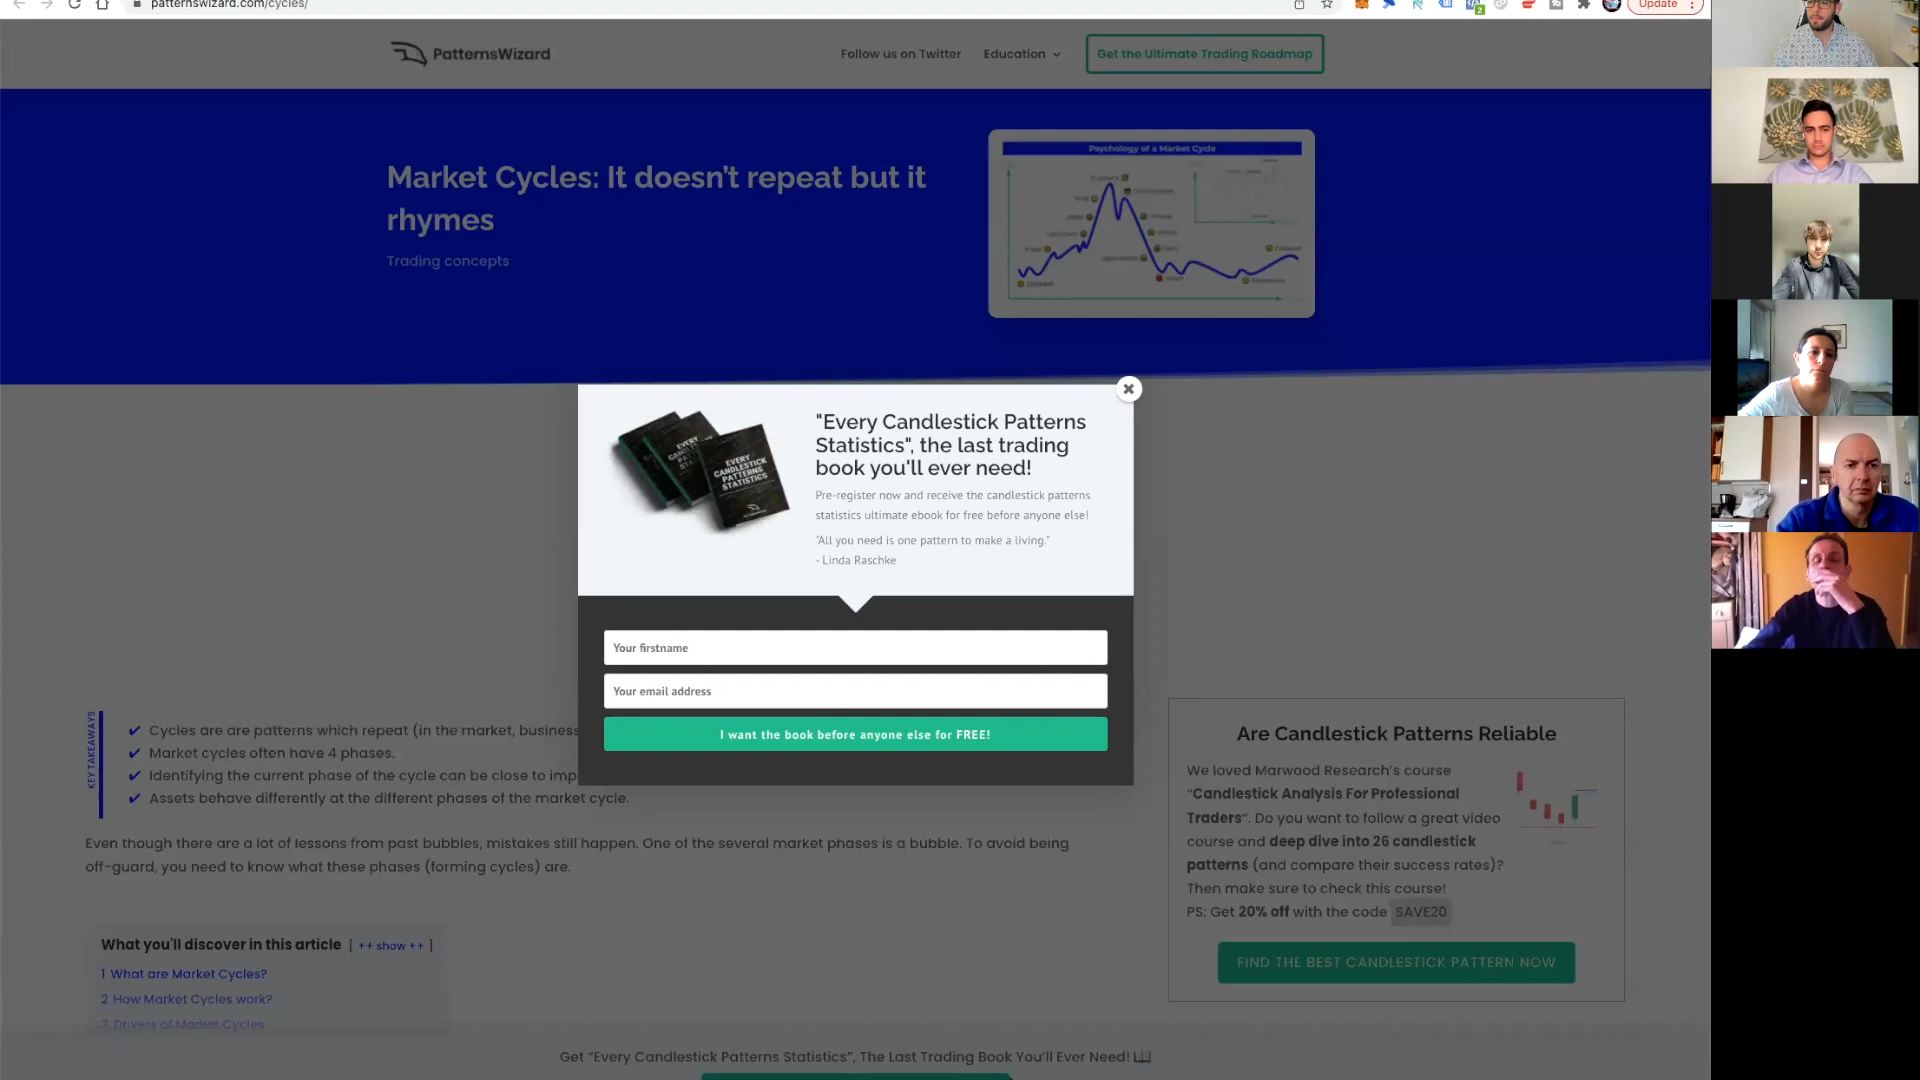 patternswizard.com/cycles/
2
Update
PatternsWizard
Follow us on Twitter
Education
Get the Ultimate Trading Roadmap
Market Cycles: It doesn’t repeat but it
rhymes
Trading concepts
Psychology of a Market Cycle
"Every Candlestick Patterns
Statistics", the last trading
book you'll ever need!
Pre-register now and receive the candlestick patterns
statistics ultimate ebook for free before anyone else!
"All you need is one pattern to make a living."
- Linda Raschke
EVERY
CANDLESTICK
PATTERNS
STATISTICS
Your firstname
Your email address
I want the book before anyone else for FREE!
KEY TAKEAWAYS
✔ Cycles are are patterns which repeat (in the market, business
✔ Market cycles often have 4 phases.
✔ Identifying the current phase of the cycle can be close to imp
✔ Assets behave differently at the different phases of the market cycle.
Even though there are a lot of lessons from past bubbles, mistakes still happen. One of the several market phases is a bubble. To avoid being
off-guard, you need to know what these phases (forming cycles) are.
What you'll discover in this article [ ++ show ++ ]
1 What are Market Cycles?
2 How Market Cycles work?
3 Drivers of Market Cycles
Are Candlestick Patterns Reliable
We loved Marwood Research’s course
“Candlestick Analysis For Professional
Traders“. Do you want to follow a great video
course and deep dive into 26 candlestick
patterns (and compare their success rates)?
Then make sure to check this course!
PS: Get 20% off with the code SAVE20
FIND THE BEST CANDLESTICK PATTERN NOW
Get “Every Candlestick Patterns Statistics”, The Last Trading Book You’ll Ever Need! 📖